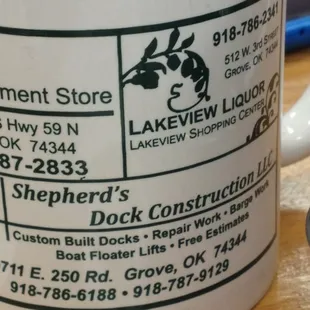 ment Store
Hwy 59 N
OK 74344
87-2833
918-786-2341
512 W. 3rd Street
Grove, OK 74344
Lakeview Liquor
Lakeview Shopping Center
Shepherd's
Dock Construction LLC
Custom Built Docks • Repair Work • Barge Work
Boat Floater Lifts • Free Estimates
711 E. 250 Rd. Grove, OK 74344
918-786-6188 • 918-787-9129